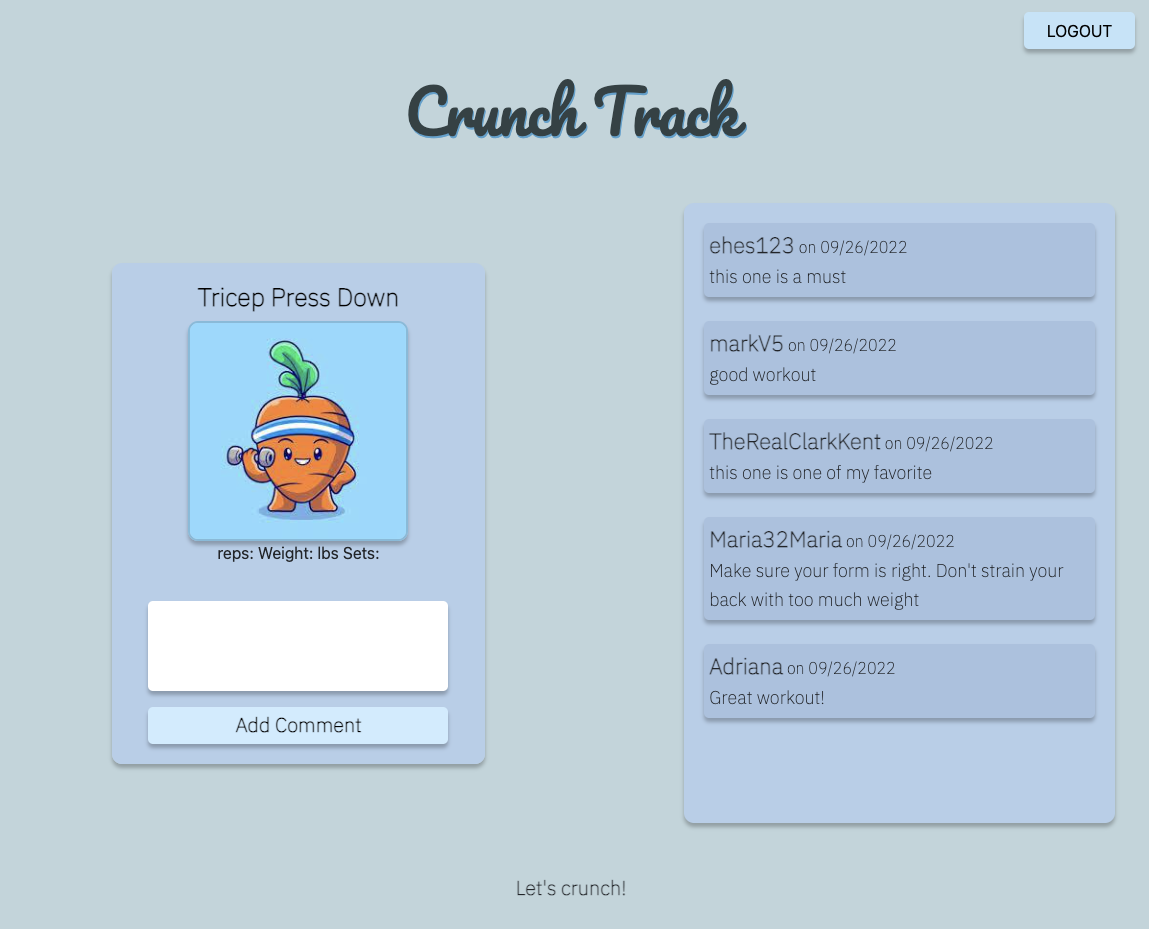 LOGOUT
Crunch Track
Tricep Press Down
reps: Weight: lbs Sets:
Add Comment
ehes123 on 09/26/2022
this one is a must
markV5 on 09/26/2022
good workout
TheRealClarkKent on 09/26/2022
this one is one of my favorite
Maria32Maria on 09/26/2022
Make sure your form is right. Don't strain your
back with too much weight
Adriana on 09/26/2022
Great workout!
Let's crunch!